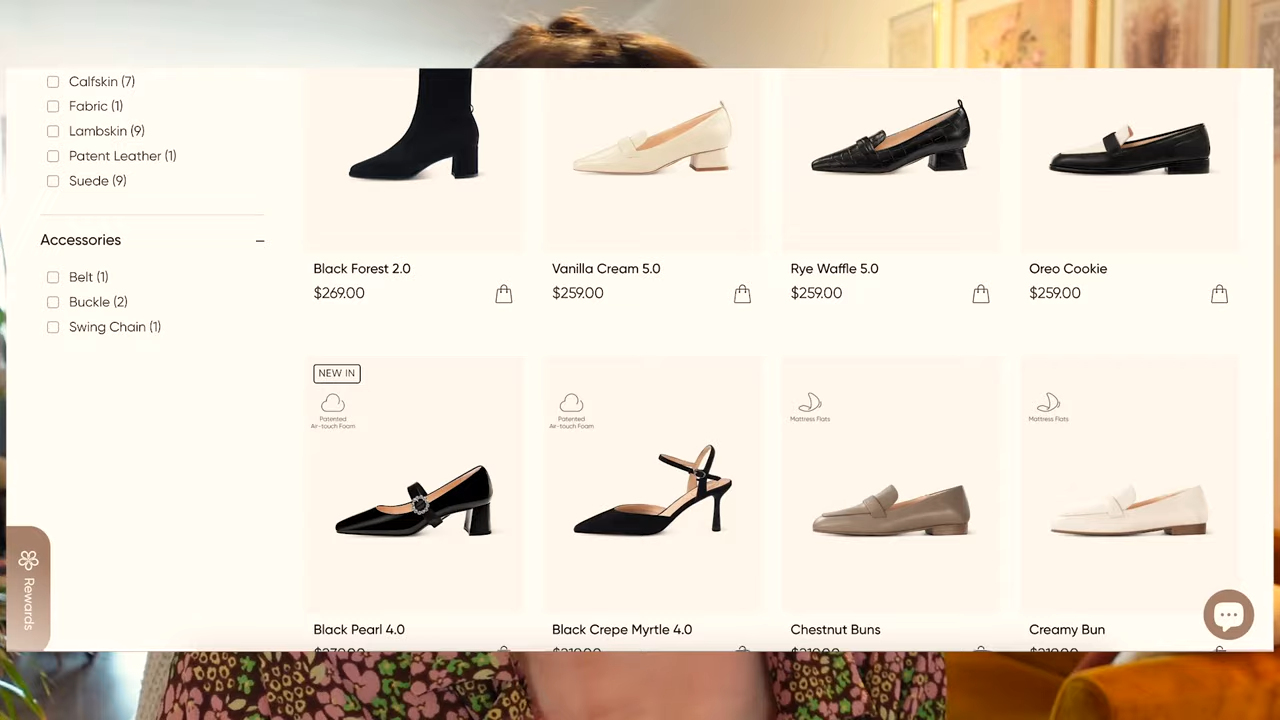 Calfskin (7)
Fabric (1)
Lambskin (9)
Patent Leather (1)
Suede (9)
Accessories
Belt (1)
Buckle (2)
Swing Chain (1)
Rewards
Black Forest 2.0
$269.00
Vanilla Cream 5.0
$259.00
Rye Waffle 5.0
$259.00
Oreo Cookie
$259.00
NEW IN
Patented
Air-touch Foam
Patented
Air-touch Foam
Mattress Flats
Mattress Flats
Black Pearl 4.0
Black Crepe Myrtle 4.0
Chestnut Buns
Creamy Bun